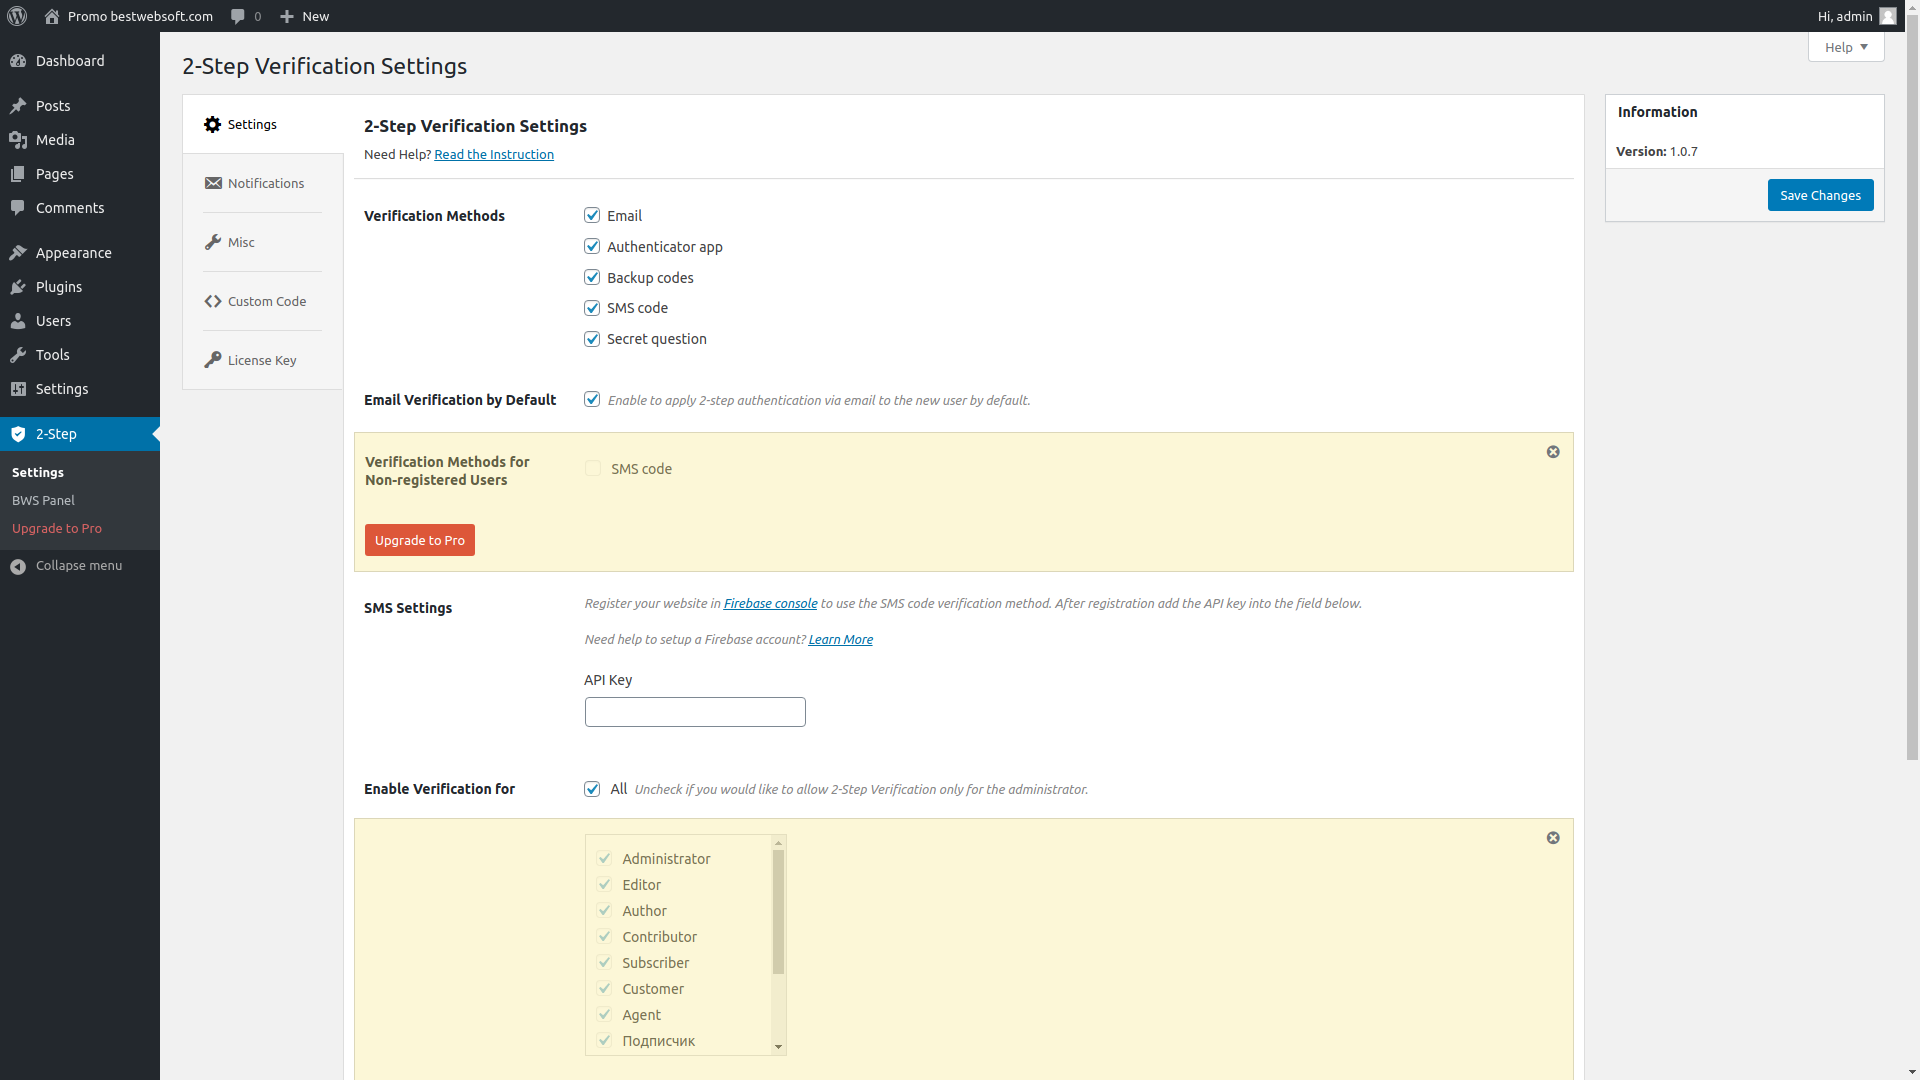 Promo bestwebsoft.com
0
New
Hi, admin
Help
Dashboard
Posts
Media
Pages
Comments
Appearance
Plugins
Users
Tools
Settings
2-Step
Settings
BWS Panel
Upgrade to Pro
Collapse menu
2-Step Verification Settings
Settings
Notifications
Misc
Custom Code
License Key
2-Step Verification Settings
Need Help? Read the Instruction
Verification Methods
Email
Authenticator app
Backup codes
SMS code
Secret question
Email Verification by Default
Enable to apply 2-step authentication via email to the new user by default.
Verification Methods for
Non-registered Users
SMS code
Upgrade to Pro
SMS Settings
Register your website in Firebase console to use the SMS code verification method. After registration add the API key into the field below.
Need help to setup a Firebase account? Learn More
API Key
Enable Verification for
All Uncheck if you would like to allow 2-Step Verification only for the administrator.
Administrator
Editor
Author
Contributor
Subscriber
Customer
Agent
Подписчик
Information
Version: 1.0.7
Save Changes